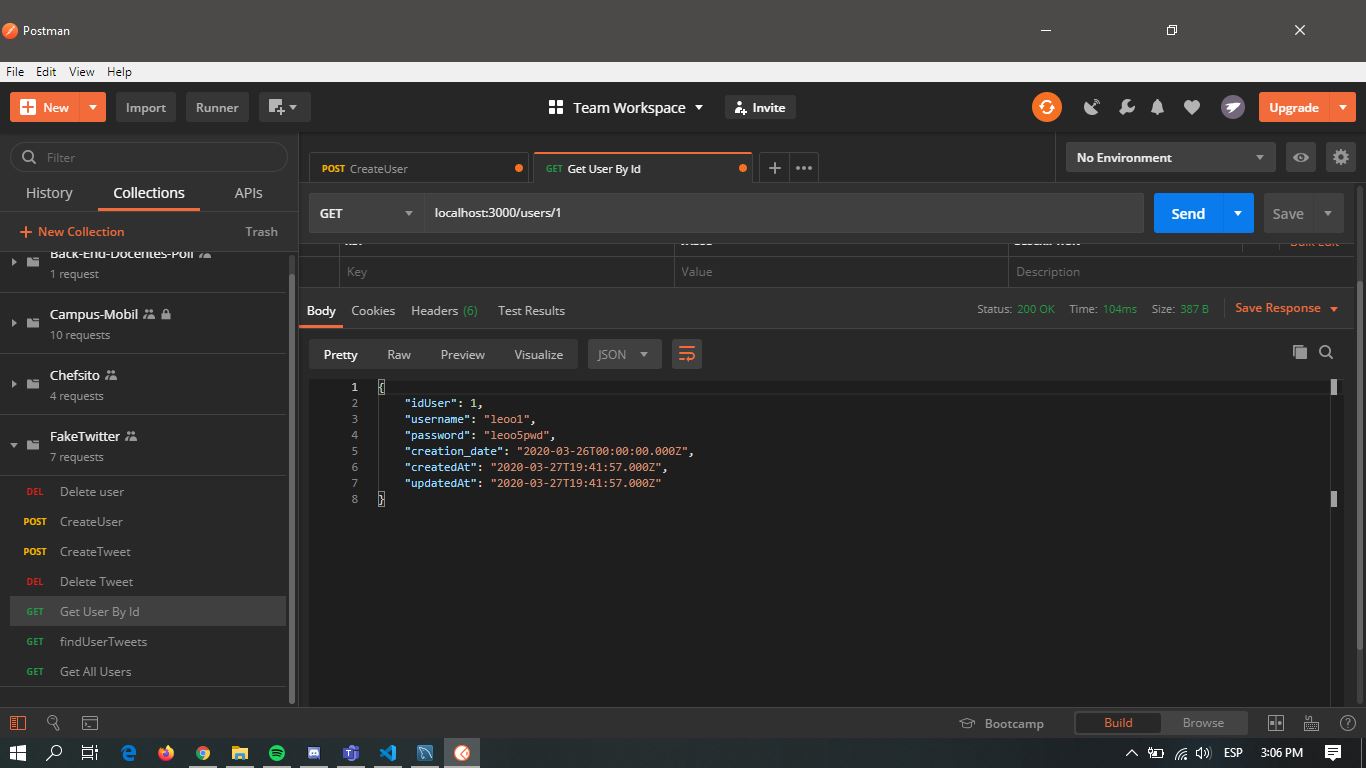 Postman
File Edit View Help
New Import Runner Team Workspace Invite Upgrade
Filter
History Collections APIs
New Collection Trash
Back-End-Docentes-Poli
1 request
Campus-Mobil
10 requests
Chefsito
4 requests
FakeTwitter
7 requests
DEL Delete user
POST CreateUser
POST CreateTweet
DEL Delete Tweet
GET Get User By Id
GET findUserTweets
GET Get All Users
POST CreateUser GET Get User By Id No Environment
GET localhost:3000/users/1 Send Save
Key Value Description
Body Cookies Headers (6) Test Results Status: 200 OK Time: 104ms Size: 387 B Save Response
Pretty Raw Preview Visualize JSON
1 {
2 "idUser": 1,
3 "username": "leoo1",
4 "password": "leoo5pwd",
5 "creation_date": "2020-03-26T00:00:00.000Z",
6 "createdAt": "2020-03-27T19:41:57.000Z",
7 "updatedAt": "2020-03-27T19:41:57.000Z"
8 }
Bootcamp Build Browse
ESP 3:06 PM